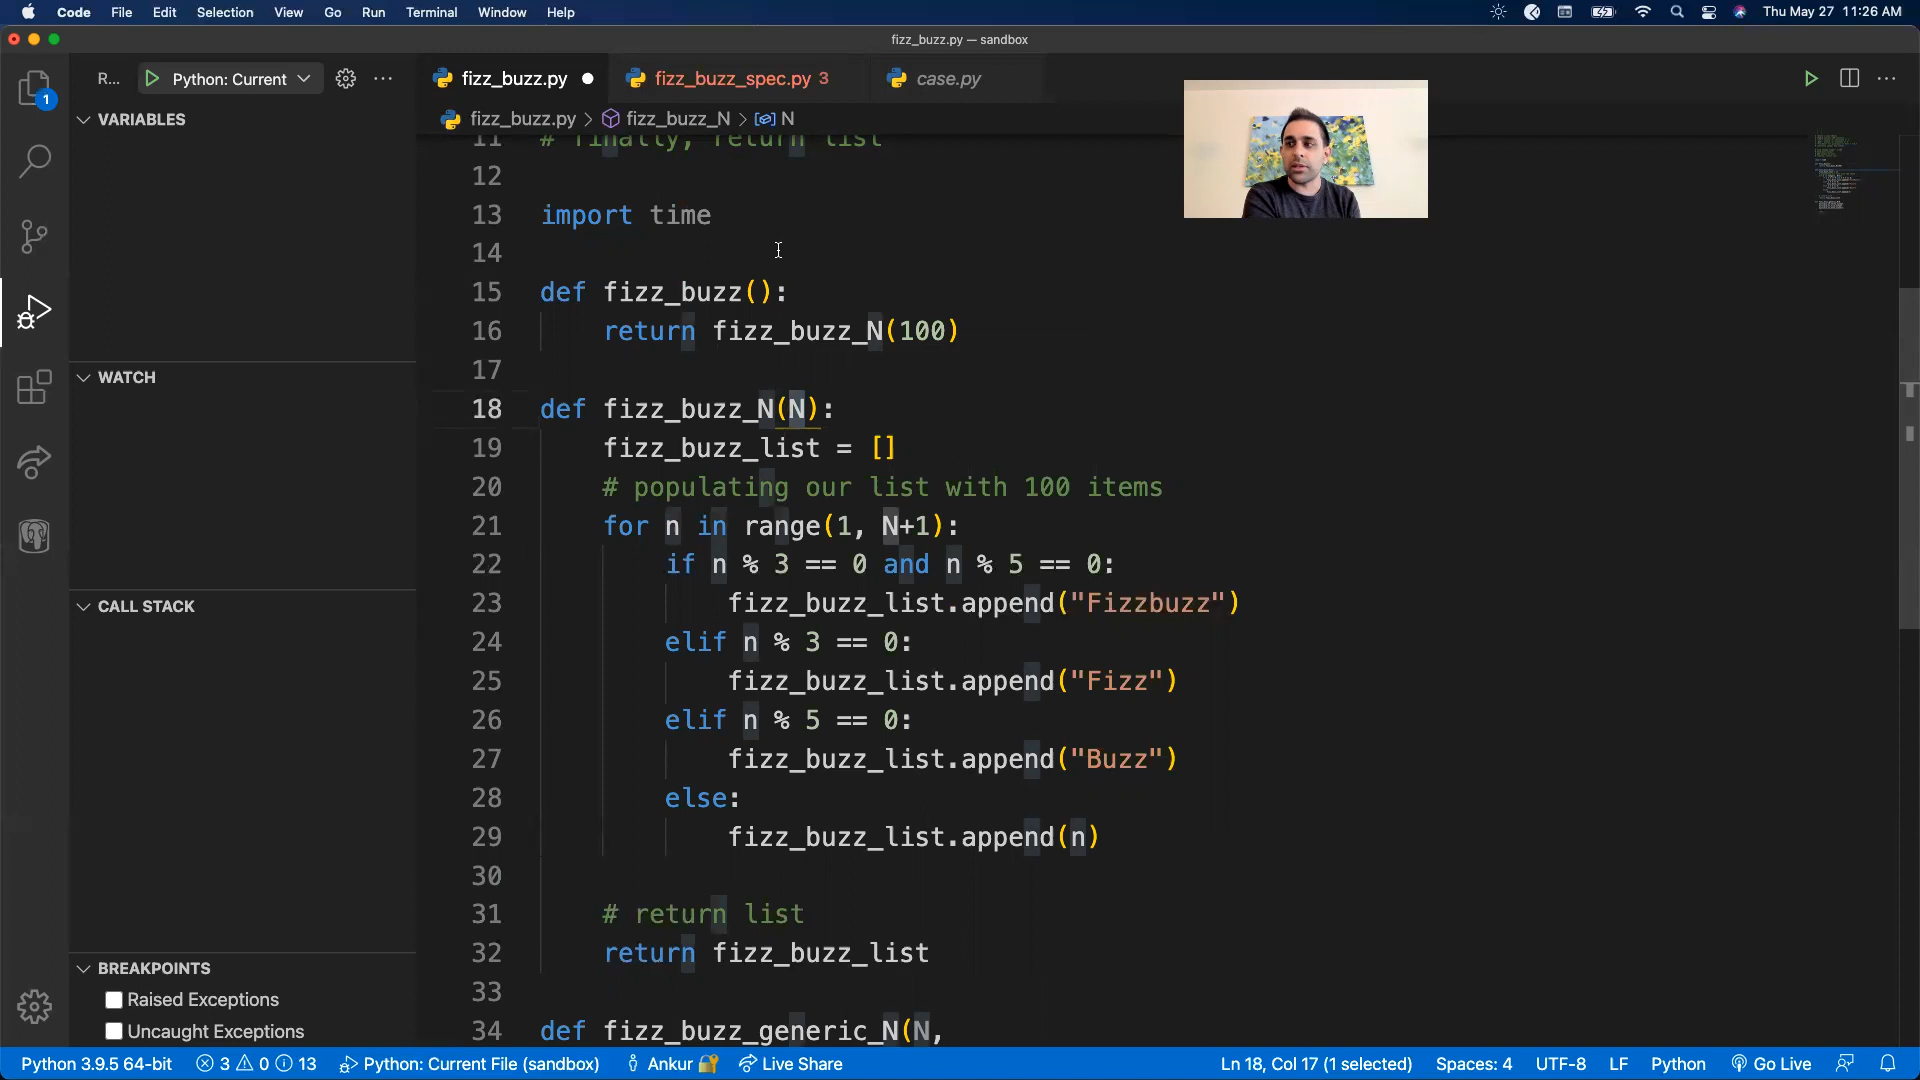 Code File Edit Selection View Go Run Terminal Window Help Thu May 27 11:26 AM
fizz_buzz.py — sandbox
R... Python: Current fizz_buzz.py fizz_buzz_spec.py 3 case.py
1
VARIABLES
fizz_buzz.py > fizz_buzz_N > N
11 # finally, return list
12
13 import time
14
15 def fizz_buzz():
16 return fizz_buzz_N(100)
17
WATCH
18 def fizz_buzz_N(N):
19 fizz_buzz_list = []
20 # populating our list with 100 items
21 for n in range(1, N+1):
22 if n % 3 == 0 and n % 5 == 0:
CALL STACK
23 fizz_buzz_list.append("Fizzbuzz")
24 elif n % 3 == 0:
25 fizz_buzz_list.append("Fizz")
26 elif n % 5 == 0:
27 fizz_buzz_list.append("Buzz")
28 else:
29 fizz_buzz_list.append(n)
30
31 # return list
32 return fizz_buzz_list
BREAKPOINTS
33
Raised Exceptions
Uncaught Exceptions
34 def fizz_buzz_generic_N(N,
Python 3.9.5 64-bit 3 0 13 Python: Current File (sandbox) Ankur Live Share Ln 18, Col 17 (1 selected) Spaces: 4 UTF-8 LF Python Go Live